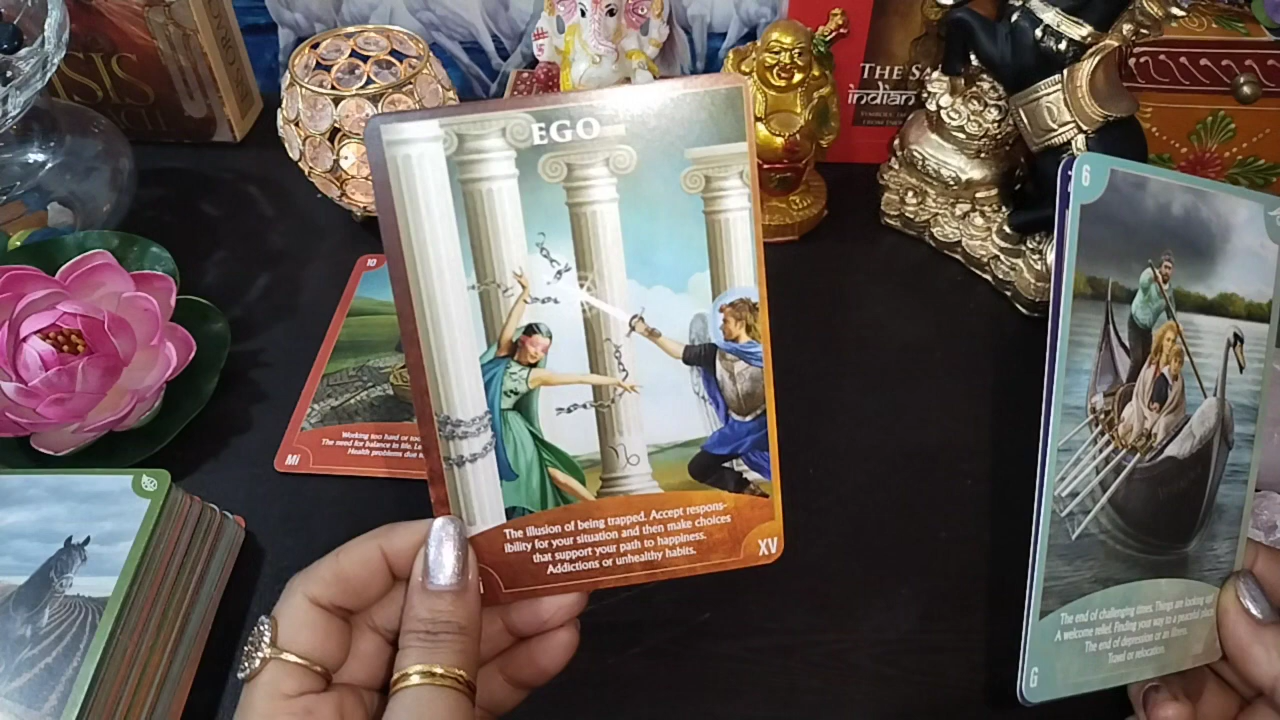 ISIS
THE SA
indian
EGO
The illusion of being trapped. Accept respons-
ibility for your situation and then make choices
that support your path to happiness.
Addictions or unhealthy habits.
XV
10
Working too hard or too
The need for balance in life. Le
Health problems due
Mi
6
The end of challenging times. Things are looking up!
A welcome relief. Finding your way to a peaceful place.
The end of depression or an illness.
Travel or relocation.
G